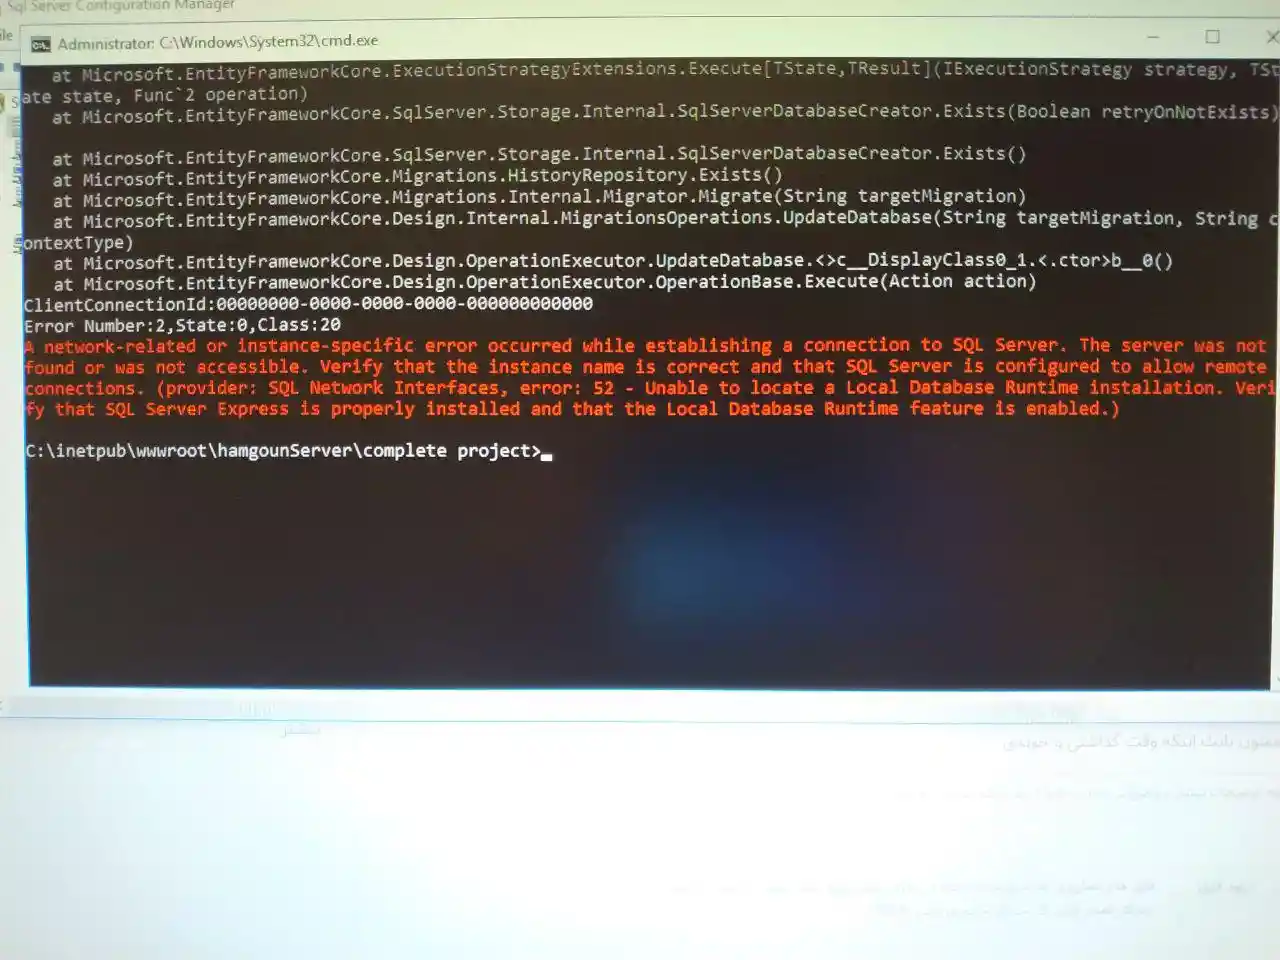 Sql Server Configuration Manager
ile
Administrator: C:\Windows\System32\cmd.exe
at Microsoft.EntityFrameworkCore.ExecutionStrategyExtensions.Execute[TState,TResult](IExecutionStrategy strategy, TSt
ate state, Func`2 operation)
at Microsoft.EntityFrameworkCore.SqlServer.Storage.Internal.SqlServerDatabaseCreator.Exists(Boolean retryOnNotExists)
at Microsoft.EntityFrameworkCore.SqlServer.Storage.Internal.SqlServerDatabaseCreator.Exists()
at Microsoft.EntityFrameworkCore.Migrations.HistoryRepository.Exists()
at Microsoft.EntityFrameworkCore.Migrations.Internal.Migrator.Migrate(String targetMigration)
at Microsoft.EntityFrameworkCore.Design.Internal.MigrationsOperations.UpdateDatabase(String targetMigration, String c
ontextType)
at Microsoft.EntityFrameworkCore.Design.OperationExecutor.UpdateDatabase.<>c__DisplayClass0_1.<.ctor>b__0()
at Microsoft.EntityFrameworkCore.Design.OperationExecutor.OperationBase.Execute(Action action)
ClientConnectionId:00000000-0000-0000-0000-000000000000
Error Number:2,State:0,Class:20
A network-related or instance-specific error occurred while establishing a connection to SQL Server. The server was not
found or was not accessible. Verify that the instance name is correct and that SQL Server is configured to allow remote
connections. (provider: SQL Network Interfaces, error: 52 - Unable to locate a Local Database Runtime installation. Veri
fy that SQL Server Express is properly installed and that the Local Database Runtime feature is enabled.)
C:\inetpub\wwwroot\hamgounServer\complete project>